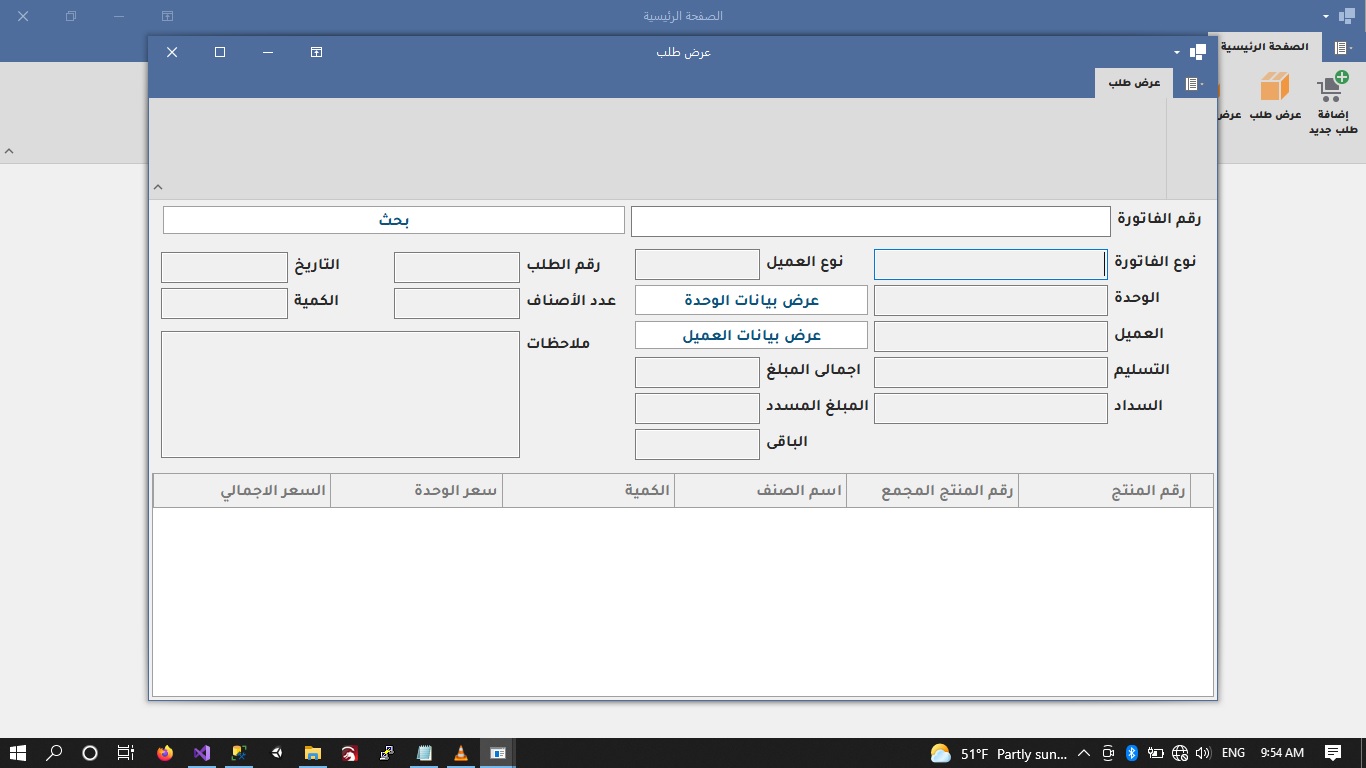 الصفحة الرئيسية
عرض طلب
الصفحة الرئيسية
عرض طلب
إضافة
طلب جديد
عرض طلب
عرض
رقم الفاتورة
بحث
نوع الفاتورة
نوع العميل
رقم الطلب
التاريخ
الوحدة
عرض بيانات الوحدة
عدد الأصناف
الكمية
العميل
عرض بيانات العميل
ملاحظات
التسليم
اجمالى المبلغ
السداد
المبلغ المسدد
الباقى
رقم المنتج
رقم المنتج المجمع
اسم الصنف
الكمية
سعر الوحدة
السعر الاجمالي
51°F Partly sun...
ENG
9:54 AM